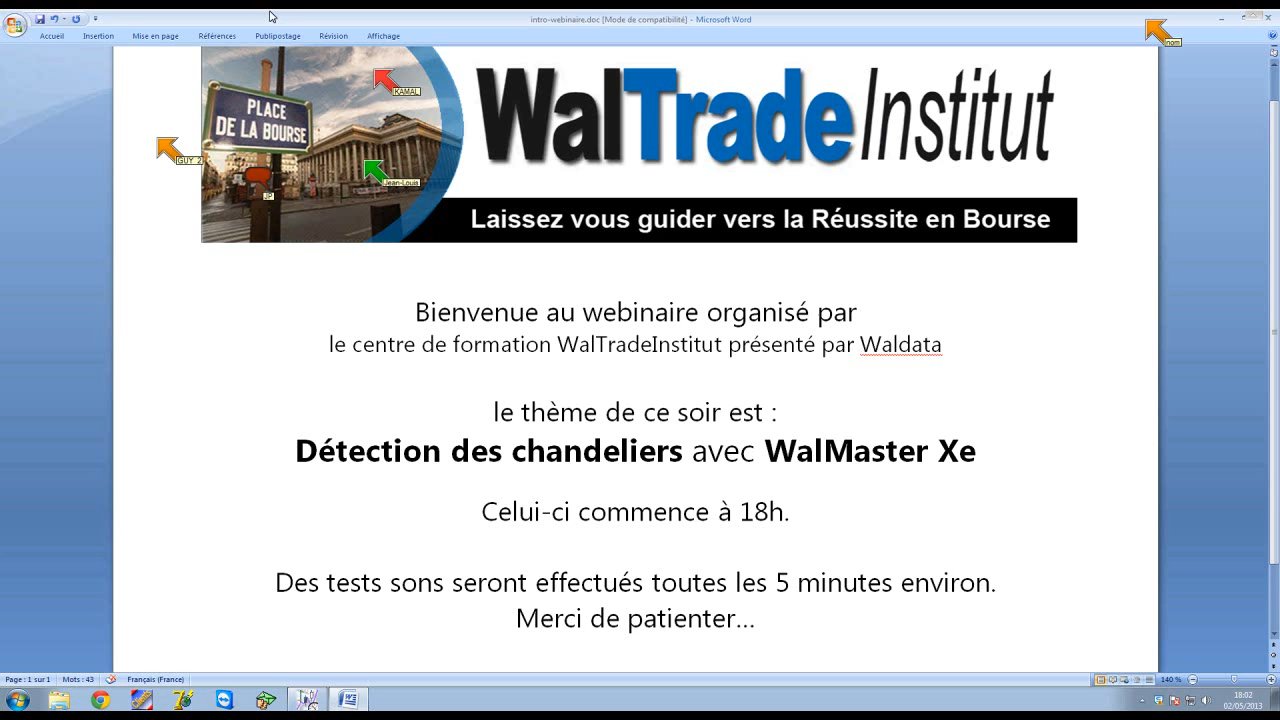 intro-webinaire.doc [Mode de compatibilité] - Microsoft Word
Accueil Insertion Mise en page Références Publipostage Révision Affichage
nom
KAMAL
PLACE
DE LA BOURSE
GUY_2
Jean-Louis
JP
WalTradeInstitut
Laissez vous guider vers la Réussite en Bourse
Bienvenue au webinaire organisé par
le centre de formation WalTradeInstitut présenté par Waldata
le thème de ce soir est :
Détection des chandeliers avec WalMaster Xe
Celui-ci commence à 18h.
Des tests sons seront effectués toutes les 5 minutes environ.
Merci de patienter...
Page : 1 sur 1 Mots : 43 Français (France) 140 %
18:02
02/05/2013